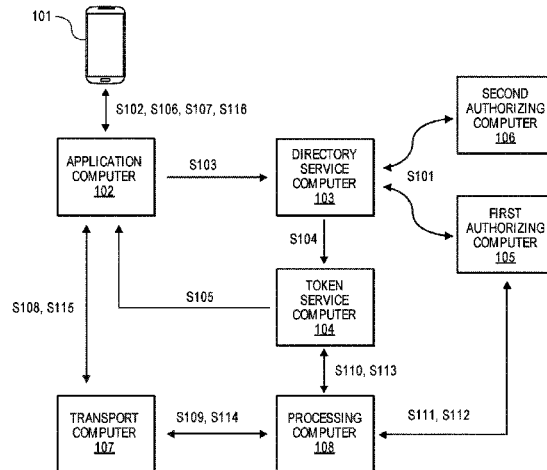 101
S102, S106, S107, S116
APPLICATION
COMPUTER
102
S103
DIRECTORY
SERVICE
COMPUTER
103
SECOND
AUTHORIZING
COMPUTER
106
S101
FIRST
AUTHORIZING
COMPUTER
105
S104
S105
TOKEN
SERVICE
COMPUTER
104
S108, S115
S110, S113
TRANSPORT
COMPUTER
107
S109, S114
PROCESSING
COMPUTER
108
S111, S112